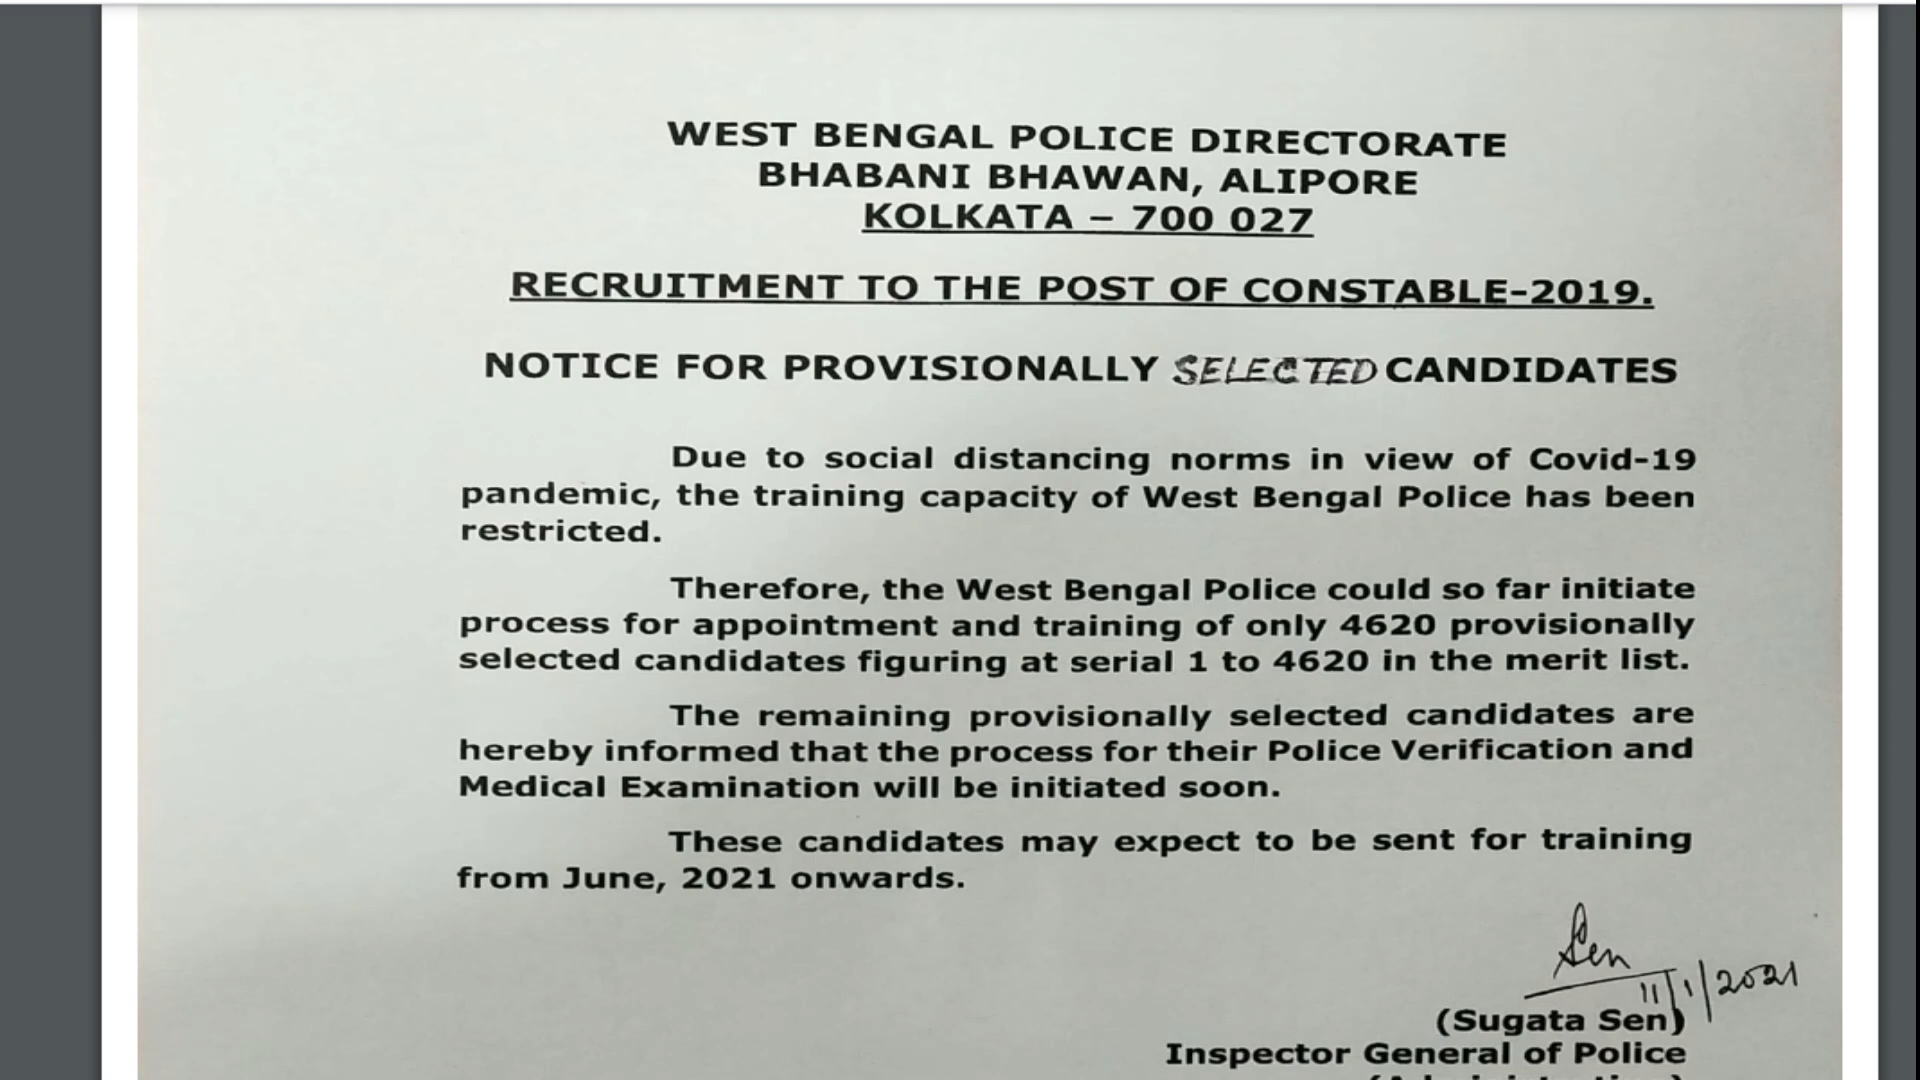 WEST BENGAL POLICE DIRECTORATE
BHABANI BHAWAN, ALIPORE
KOLKATA – 700 027
RECRUITMENT TO THE POST OF CONSTABLE-2019.
NOTICE FOR PROVISIONALLY SELECTED CANDIDATES
Due to social distancing norms in view of Covid-19
pandemic, the training capacity of West Bengal Police has been
restricted.
Therefore, the West Bengal Police could so far initiate
process for appointment and training of only 4620 provisionally
selected candidates figuring at serial 1 to 4620 in the merit list.
The remaining provisionally selected candidates are
hereby informed that the process for their Police Verification and
Medical Examination will be initiated soon.
These candidates may expect to be sent for training
from June, 2021 onwards.
Sen
11/1/2021
(Sugata Sen)
Inspector General of Police